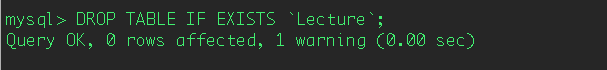 mysql> DROP TABLE IF EXISTS `Lecture`;
Query OK, 0 rows affected, 1 warning (0.00 sec)